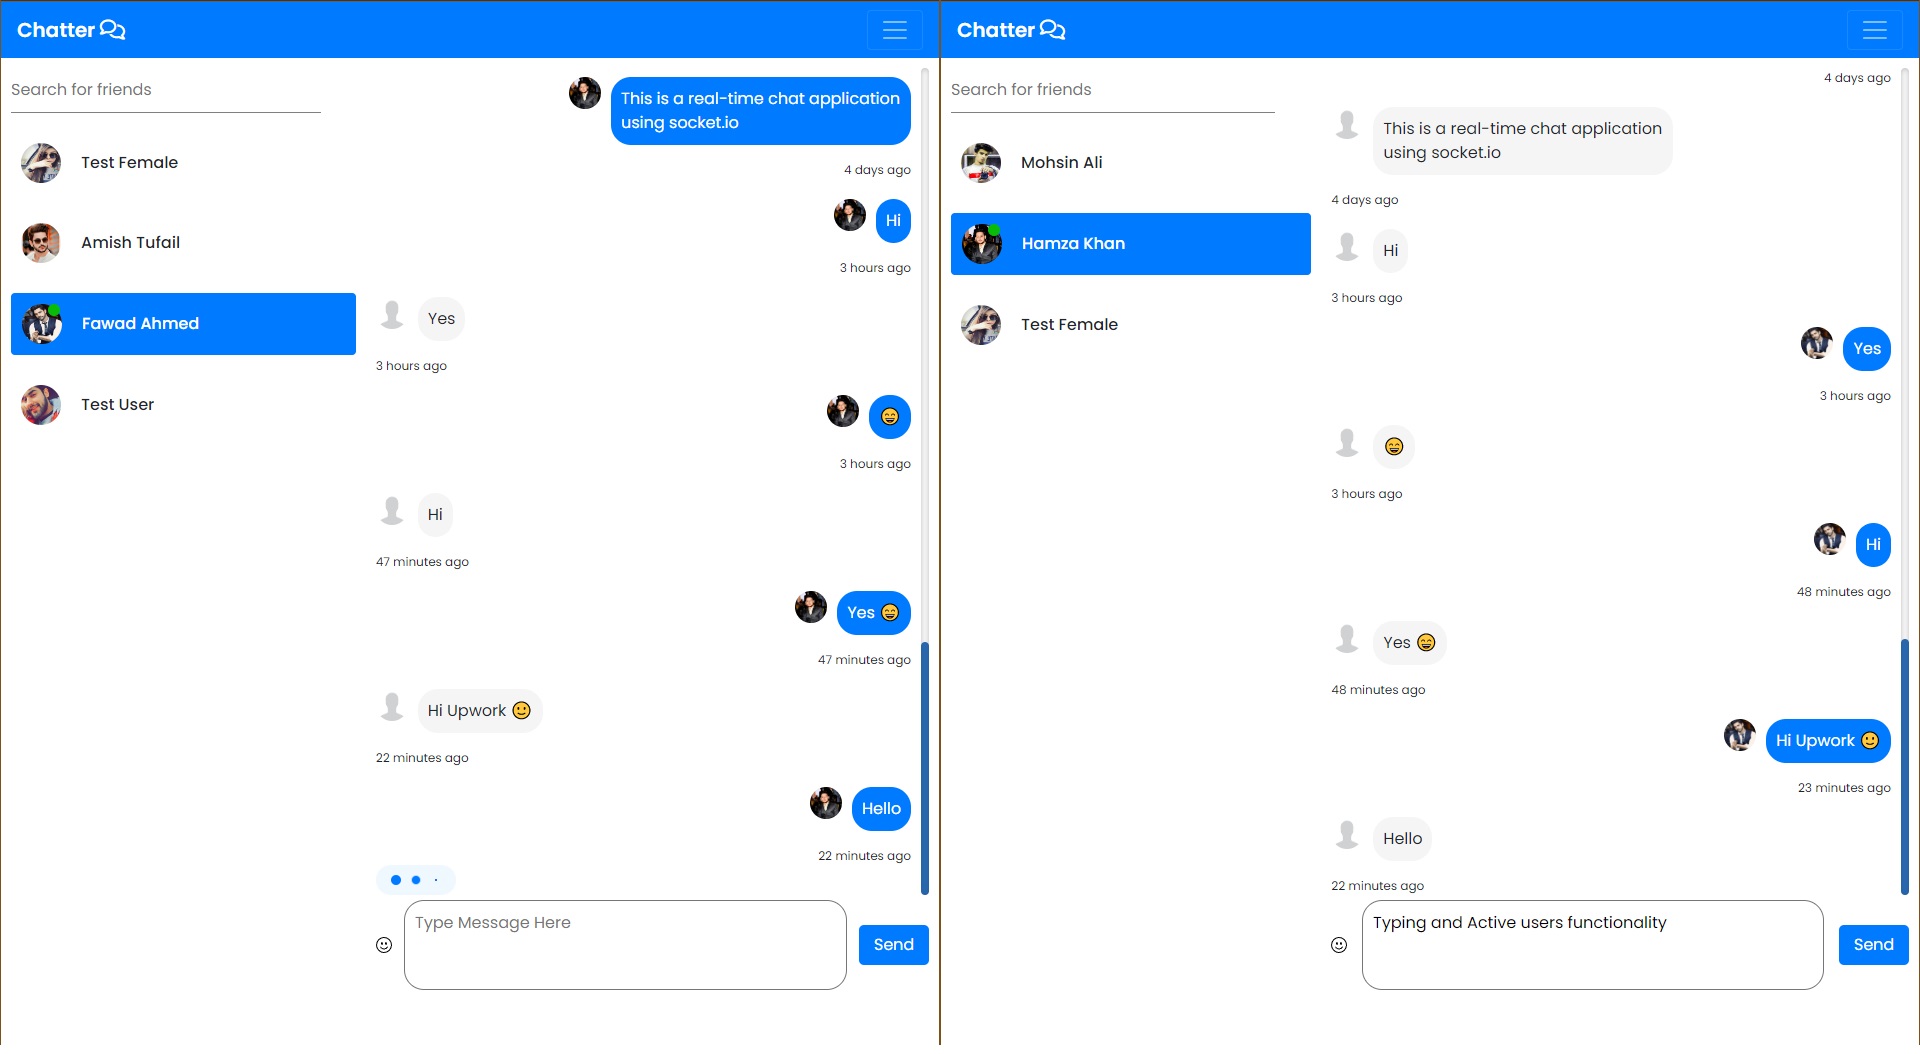 Chatter
Search for friends
Test Female
Amish Tufail
Fawad Ahmed
Test User
This is a real-time chat application
using socket.io
4 days ago
Hi
3 hours ago
Yes
3 hours ago
😄
3 hours ago
Hi
47 minutes ago
Yes 😄
47 minutes ago
Hi Upwork 🙂
22 minutes ago
Hello
22 minutes ago
Type Message Here
Send
Chatter
Search for friends
Mohsin Ali
Hamza Khan
Test Female
4 days ago
This is a real-time chat application
using socket.io
4 days ago
Hi
3 hours ago
Yes
3 hours ago
😄
3 hours ago
Hi
48 minutes ago
Yes 😄
48 minutes ago
Hi Upwork 🙂
23 minutes ago
Hello
22 minutes ago
Typing and Active users functionality
Send